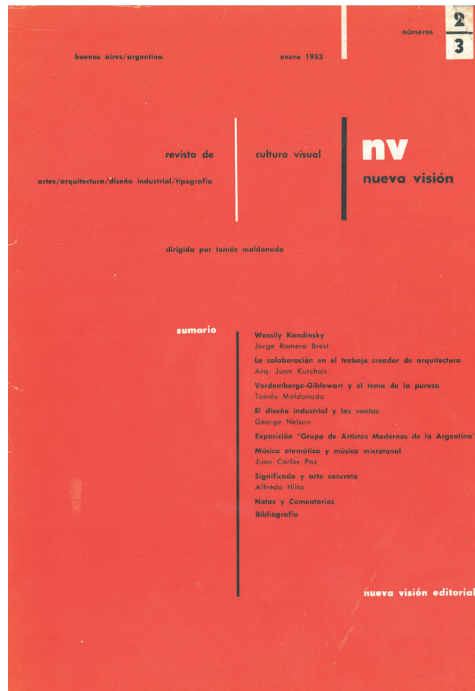 números 2/3
buenos aires/argentina enero 1953
revista de cultura visual
nv
nueva visión
artes/arquitectura/diseño industrial/tipografía
dirigida por tomás maldonado
sumario
Wassily Kandinsky
Jorge Romero Brest
La colaboración en el trabajo creador de arquitectura
Arq. Juan Kurchan
Vordemberge-Gildewart y el tema de la pureza
Tomás Maldonado
El diseño industrial y las ventas
George Nelson
Exposición "Grupo de Artistas Modernos de la Argentina"
Música atemática y música microtonal
Juan Carlos Paz
Significado y arte concreto
Alfredo Hlito
Notas y Comentarios
Bibliografía
nueva visión editorial